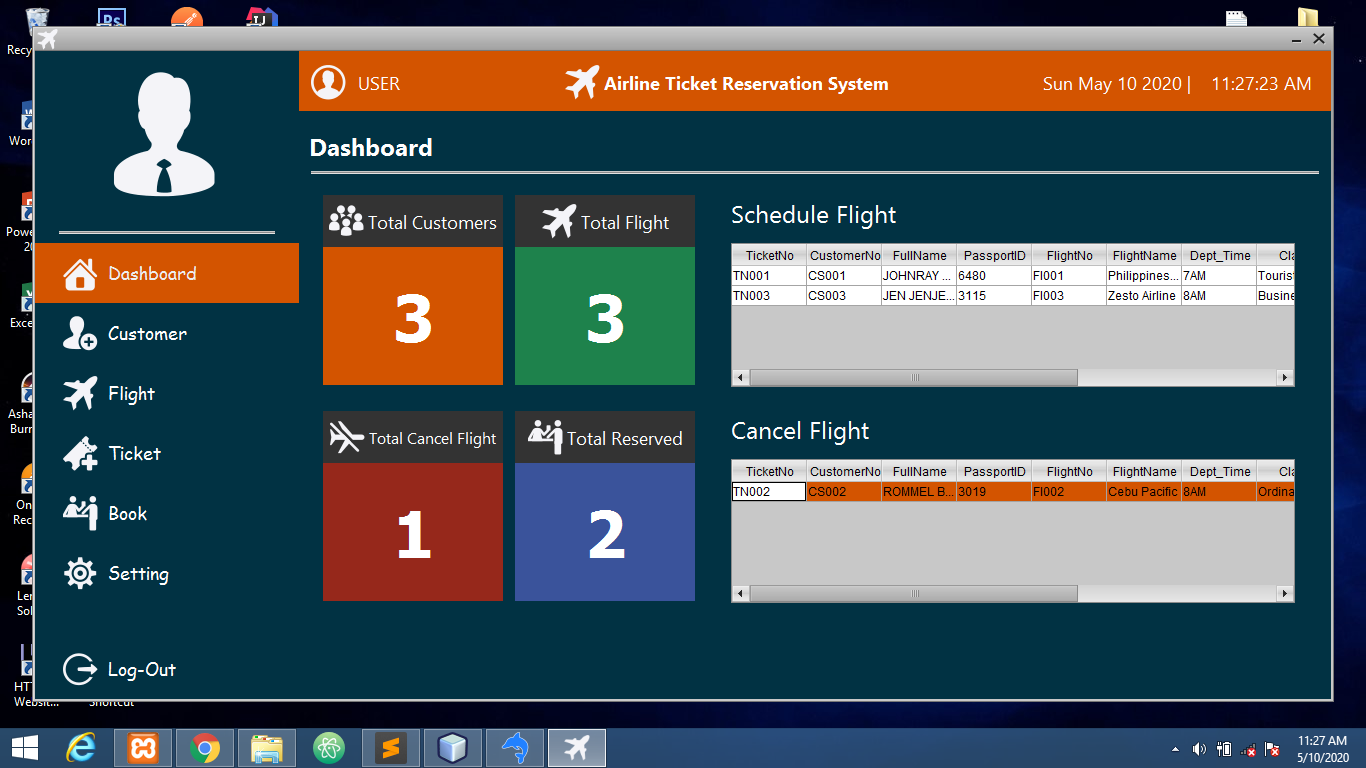 USER
Airline Ticket Reservation System
Sun May 10 2020 |
11:27:23 AM
Dashboard
Customer
Flight
Ticket
Book
Setting
Log-Out
Dashboard
Total Customers
3
Total Flight
3
Total Cancel Flight
1
Total Reserved
2
Schedule Flight
TicketNo CustomerNo FullName PassportID FlightNo FlightName Dept_Time Cla
TN001 CS001 JOHNRAY ... 6480 FI001 Philippines... 7AM Touris
TN003 CS003 JEN JENJE... 3115 FI003 Zesto Airline 8AM Busine
Cancel Flight
TicketNo CustomerNo FullName PassportID FlightNo FlightName Dept_Time Cla
TN002 CS002 ROMMEL B... 3019 FI002 Cebu Pacific 8AM Ordina
Ps
IJ
Recy
Wor
Powe
20
Exce
Asha
Burn
On
Rec
Ler
Sol
HT
Websit...
Shortcut
11:27 AM
5/10/2020